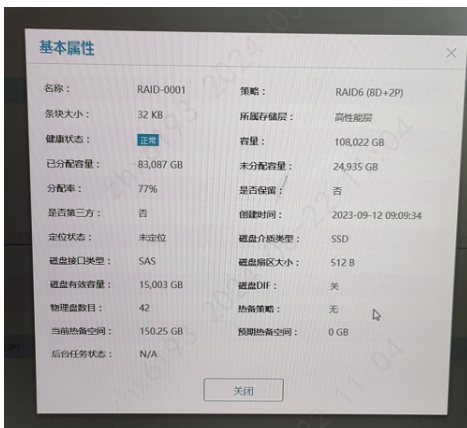 基本属性
名称： RAID-0001 策略： RAID6 (8D+2P)
条块大小： 32 KB 所属存储层： 高性能层
健康状态： 正常 容量： 108,022 GB
已分配容量： 83,087 GB 未分配容量： 24,935 GB
分配率： 77% 是否保留： 否
是否第三方： 否 创建时间： 2023-09-12 09:09:34
定位状态： 未定位 磁盘介质类型： SSD
磁盘接口类型： SAS 磁盘扇区大小： 512 B
磁盘有效容量： 15,003 GB 磁盘DIF： 关
物理盘数目： 42 热备策略： 无
当前热备空间： 150.25 GB 预期热备空间： 0 GB
后台任务状态： N/A
关闭